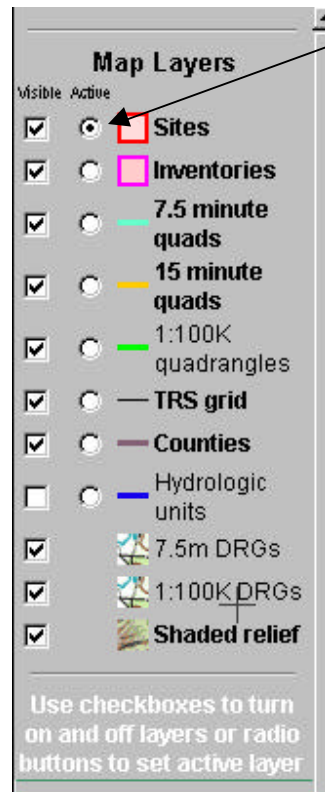 Map Layers
Visible Active
Sites
Inventories
7.5 minute
quads
15 minute
quads
1:100K
quadrangles
TRS grid
Counties
Hydrologic
units
7.5m DRGs
1:100K DRGs
Shaded relief
Use checkboxes to turn
on and off layers or radio
buttons to set active layer